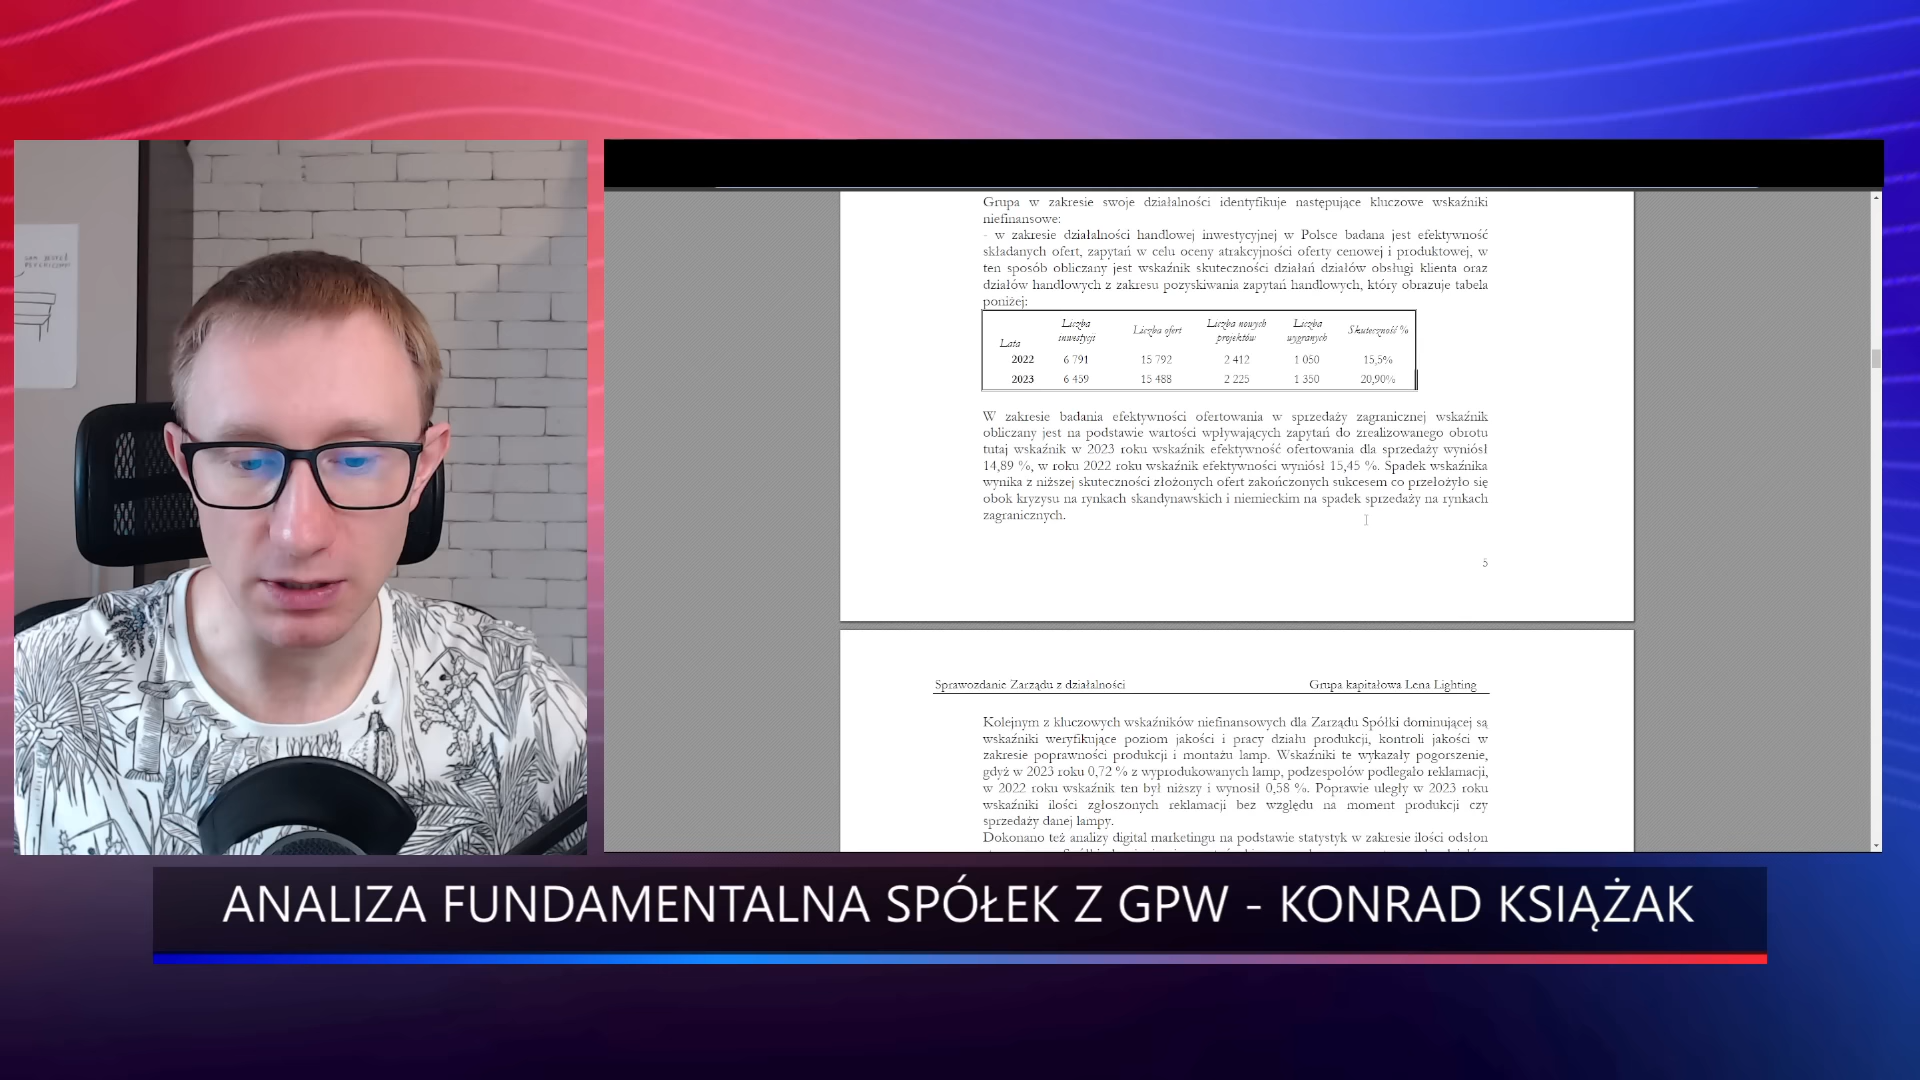 Grupa w zakresie swoje działalności identyfikuje następujące kluczowe wskaźniki
niefinansowe:
- w zakresie działalności handlowej inwestycyjnej w Polsce badana jest efektywność
składanych ofert, zapytań w celu oceny atrakcyjności oferty cenowej i produktowej, w
ten sposób obliczany jest wskaźnik skuteczności działań działów obsługi klienta oraz
działów handlowych z zakresu pozyskiwania zapytań handlowych, który obrazuje tabela
poniżej:
Lata Liczba inwestycji Liczba ofert Liczba nowych projektów Liczba wygranych Skuteczność %
2022 6 791 15 792 2 412 1 050 15,5%
2023 6 459 15 488 2 225 1 350 20,90%
W zakresie badania efektywności ofertowania w sprzedaży zagranicznej wskaźnik
obliczany jest na podstawie wartości wpływających zapytań do zrealizowanego obrotu
tutaj wskaźnik w 2023 roku wskaźnik efektywność ofertowania dla sprzedaży wyniósł
14,89 %, w roku 2022 roku wskaźnik efektywności wyniósł 15,45 %. Spadek wskaźnika
wynika z niższej skuteczności złożonych ofert zakończonych sukcesem co przełożyło się
obok kryzysu na rynkach skandynawskich i niemieckim na spadek sprzedaży na rynkach
zagranicznych.
5
Sprawozdanie Zarządu z działalności Grupa kapitałowa Lena Lighting
Kolejnym z kluczowych wskaźników niefinansowych dla Zarządu Spółki dominującej są
wskaźniki weryfikujące poziom jakości i pracy działu produkcji, kontroli jakości w
zakresie poprawności produkcji i montażu lamp. Wskaźniki te wykazały pogorszenie,
gdyż w 2023 roku 0,72 % z wyprodukowanych lamp, podzespołów podlegało reklamacji,
w 2022 roku wskaźnik ten był niższy i wynosił 0,58 %. Poprawie uległy w 2023 roku
wskaźniki ilości zgłoszonych reklamacji bez względu na moment produkcji czy
sprzedaży danej lampy.
Dokonano też analizy digital marketingu na podstawie statystyk w zakresie ilości odsłon
ANALIZA FUNDAMENTALNA SPÓŁEK Z GPW - KONRAD KSIĄŻAK